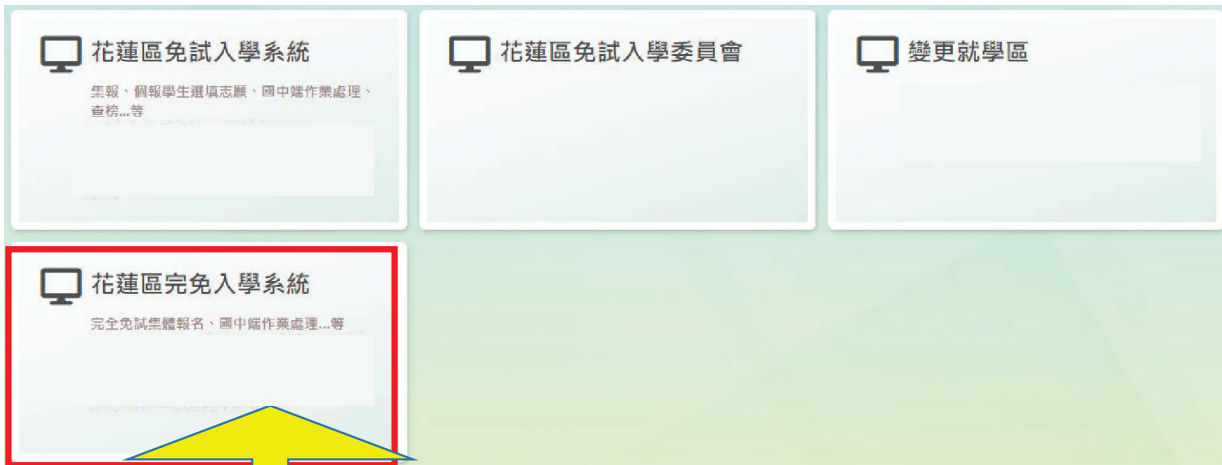 花蓮區免試入學系統
集報、個報學生選填志願、國中端作業處理、
查榜...等
花蓮區免試入學委員會
變更就學區
花蓮區完免入學系統
完全免試集體報名、國中端作業處理...等